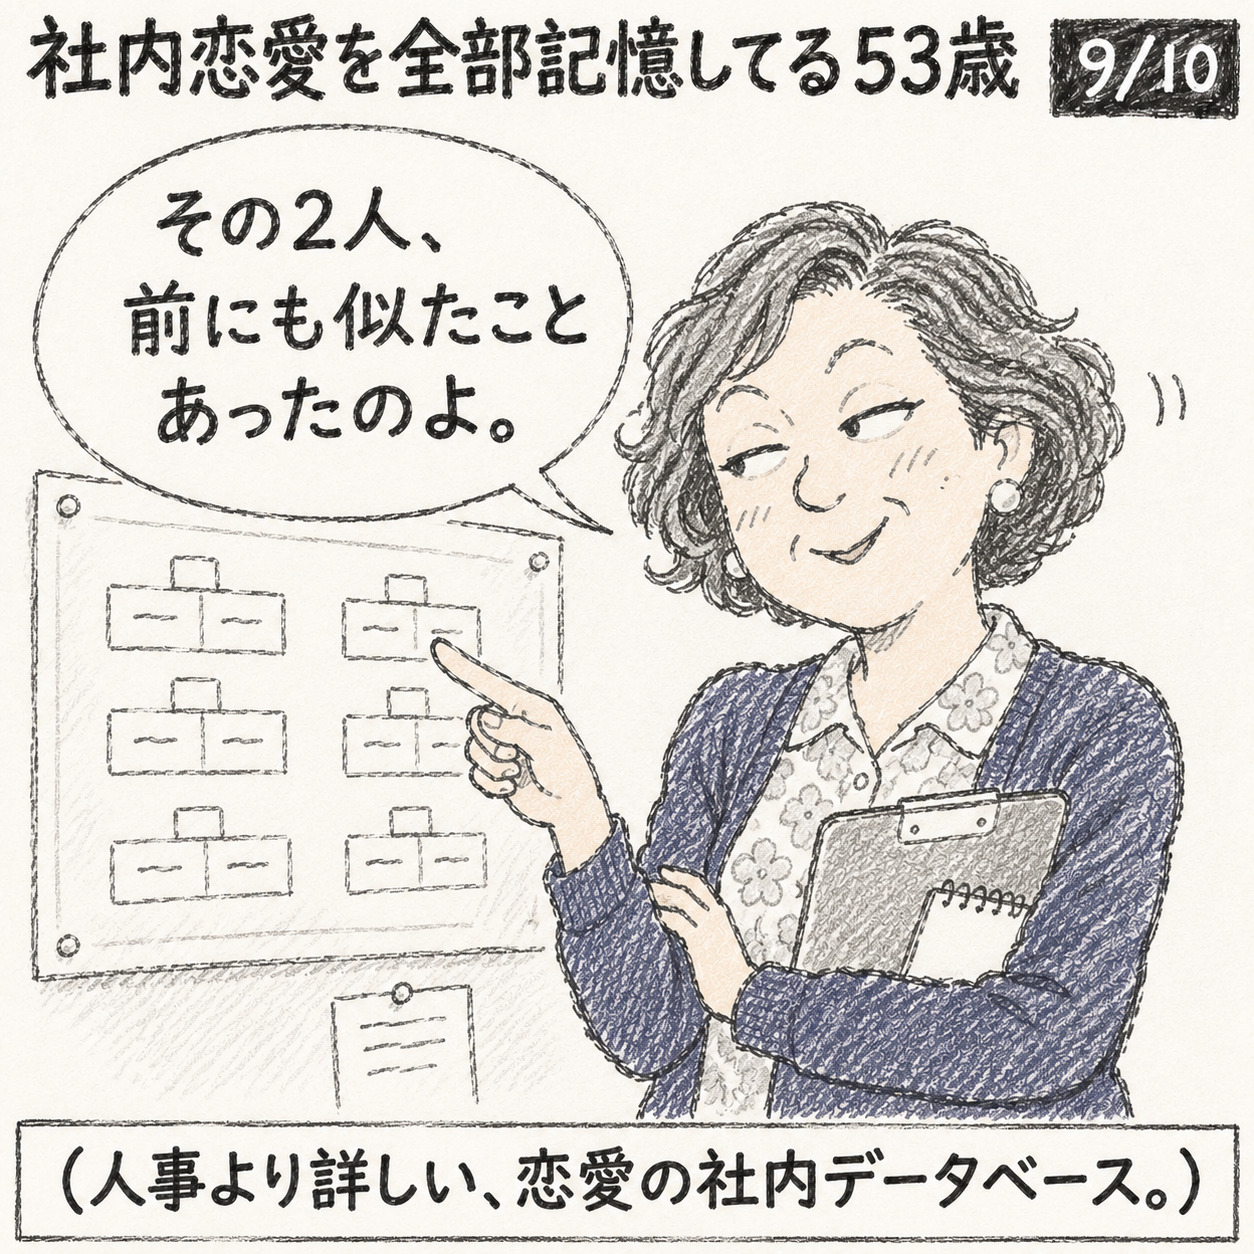 社内恋愛を全部記憶してる53歳
9/10
その2人、
前にも似たこと
あったのよ。
(人事より詳しい、恋愛の社内データベース。)